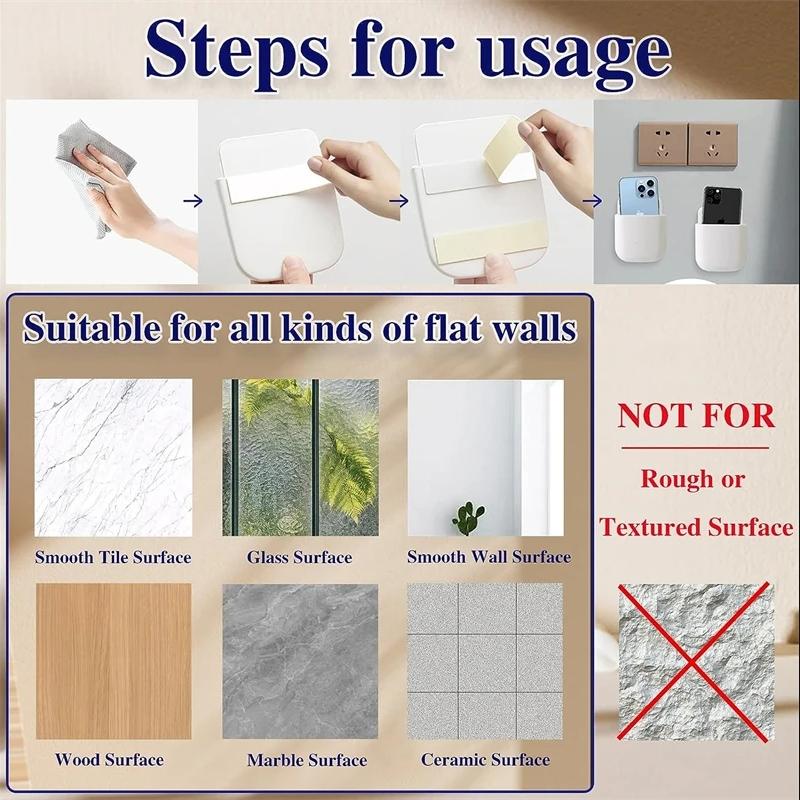 Steps for usage
Suitable for all kinds of flat walls
Smooth Tile Surface
Glass Surface
Smooth Wall Surface
Wood Surface
Marble Surface
Ceramic Surface
NOT FOR
Rough or
Textured Surface